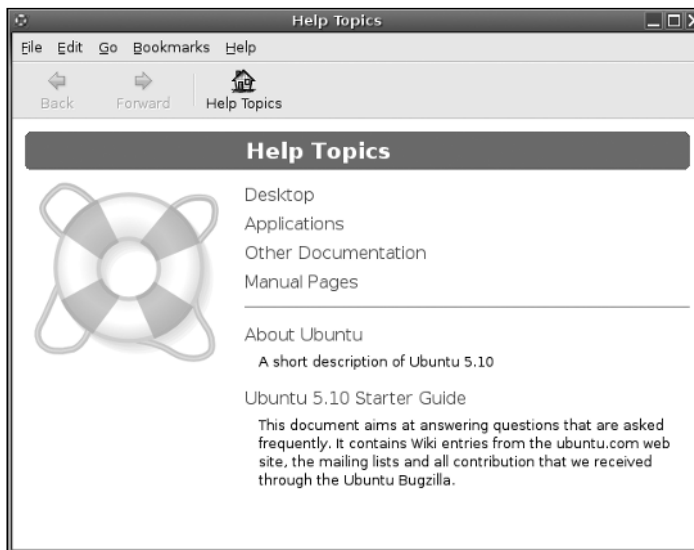 Help Topics
File Edit Go Bookmarks Help
Back Forward Help Topics
Help Topics
Desktop
Applications
Other Documentation
Manual Pages
About Ubuntu
A short description of Ubuntu 5.10
Ubuntu 5.10 Starter Guide
This document aims at answering questions that are asked
frequently. It contains Wiki entries from the ubuntu.com web
site, the mailing lists and all contribution that we received
through the Ubuntu Bugzilla.